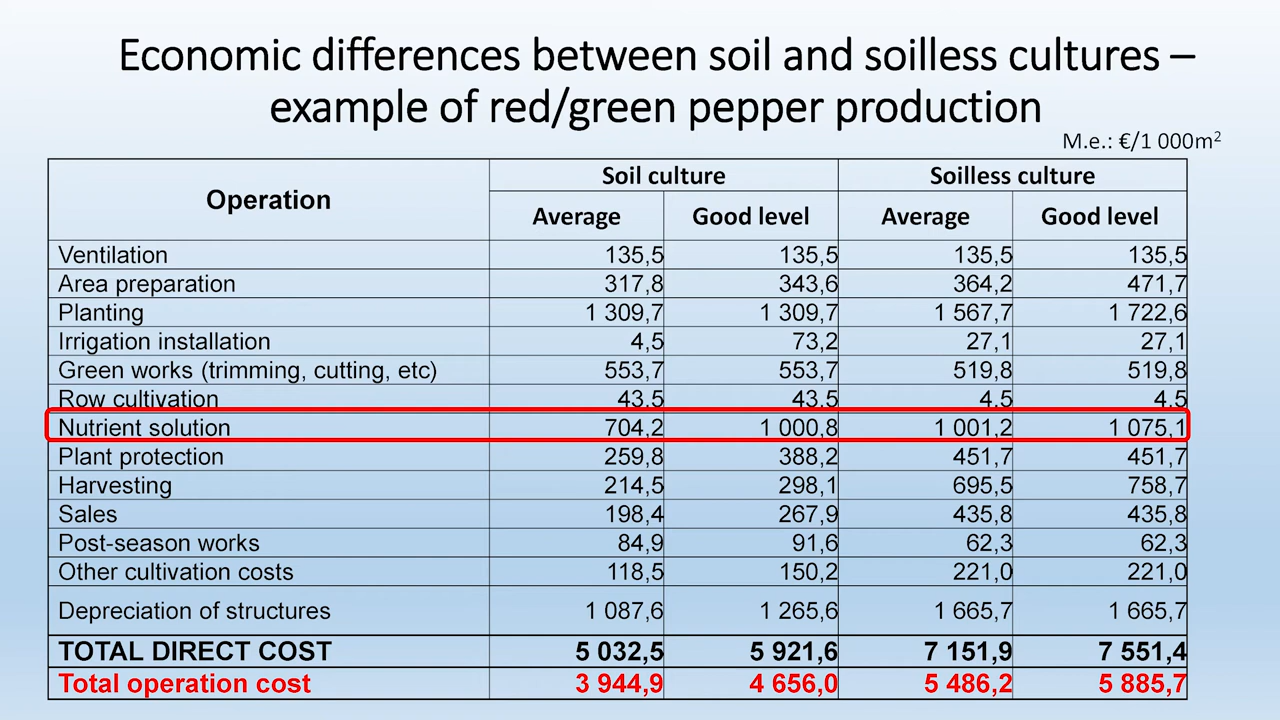 Economic differences between soil and soilless cultures –
example of red/green pepper production
M.e.: €/1 000m²
Operation Soil culture Soilless culture
Average Good level Average Good level
Ventilation 135,5 135,5 135,5 135,5
Area preparation 317,8 343,6 364,2 471,7
Planting 1 309,7 1 309,7 1 567,7 1 722,6
Irrigation installation 4,5 73,2 27,1 27,1
Green works (trimming, cutting, etc) 553,7 553,7 519,8 519,8
Row cultivation 43,5 43,5 4,5 4,5
Nutrient solution 704,2 1 000,8 1 001,2 1 075,1
Plant protection 259,8 388,2 451,7 451,7
Harvesting 214,5 298,1 695,5 758,7
Sales 198,4 267,9 435,8 435,8
Post-season works 84,9 91,6 62,3 62,3
Other cultivation costs 118,5 150,2 221,0 221,0
Depreciation of structures 1 087,6 1 265,6 1 665,7 1 665,7
TOTAL DIRECT COST 5 032,5 5 921,6 7 151,9 7 551,4
Total operation cost 3 944,9 4 656,0 5 486,2 5 885,7